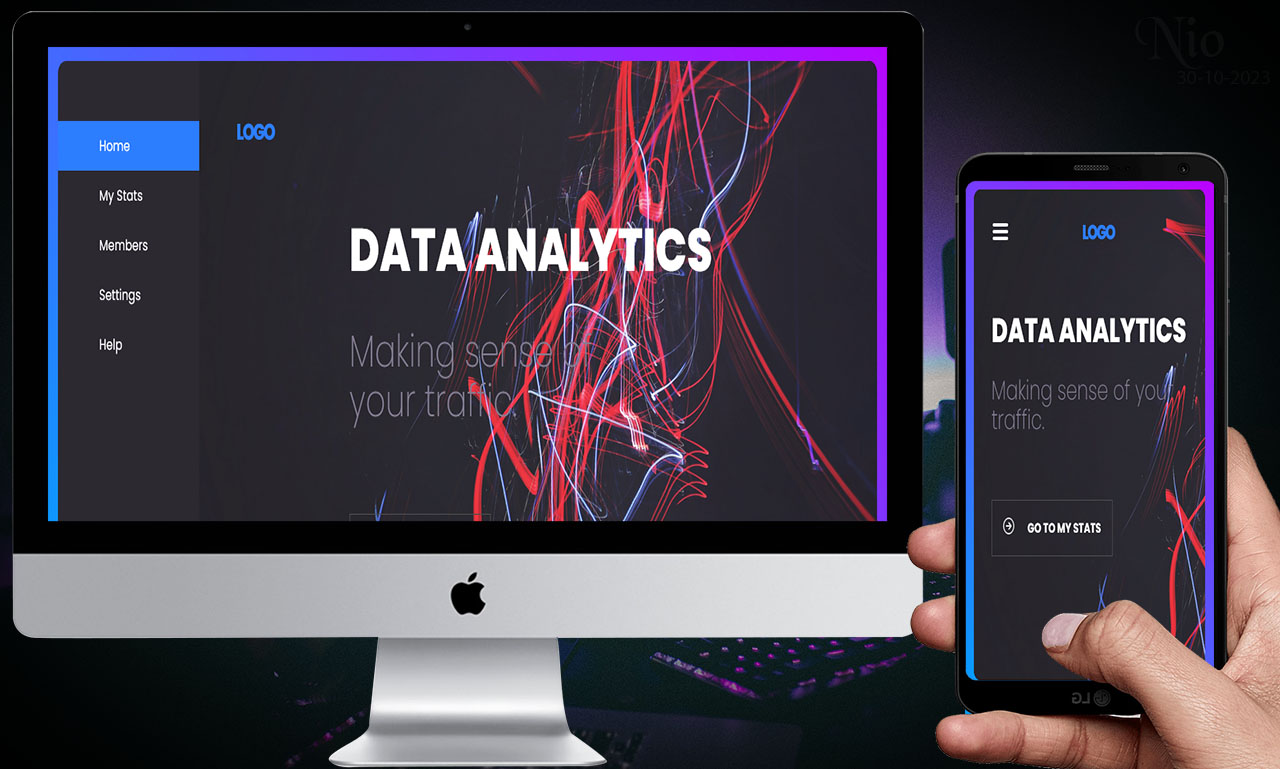 Nio
30-10-2023
Home
My Stats
Members
Settings
Help
LOGO
DATA ANALYTICS
Making sense of
your traffic.
LOGO
DATA ANALYTICS
Making sense of your
traffic.
GO TO MY STATS
LG